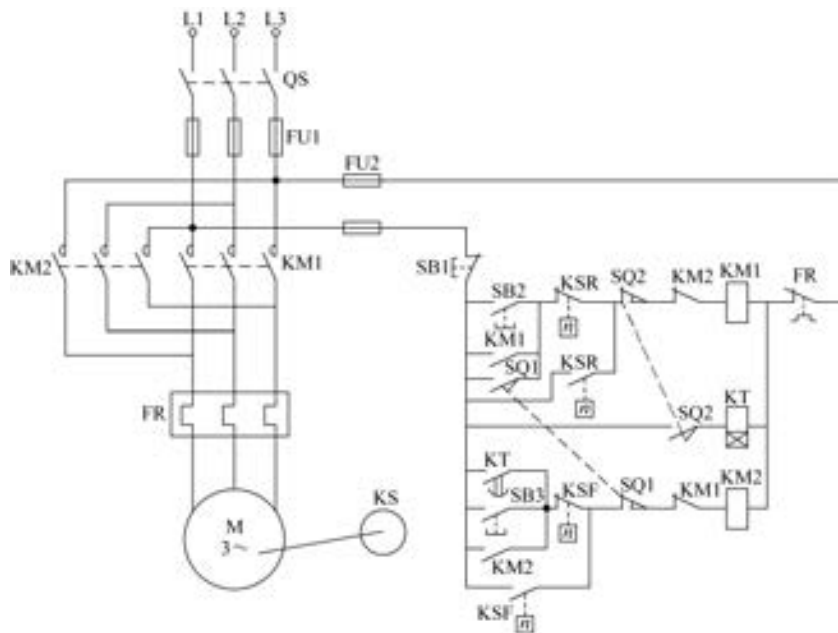 L1 L2 L3
QS
FU1
FU2
KM2
KM1
SB1
SB2
KSR
SQ2
KM2
KM1
FR
n
KM1
SQ1
KSR
n
FR
SQ2
KT
KT
KS
SB3
KSF
SQ1
KM1
KM2
n
M
3~
KM2
KSF
n